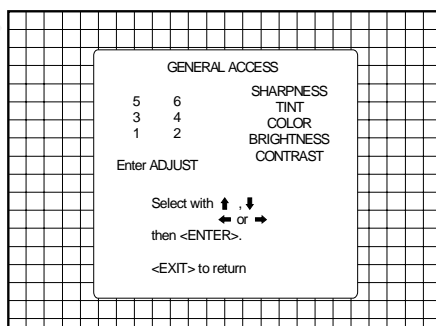 GENERAL ACCESS
5 6
3 4
1 2
SHARPNESS
TINT
COLOR
BRIGHTNESS
CONTRAST
Enter ADJUST
Select with ⬆ , ⬇
⬅ or ➡
then <ENTER>.
<EXIT> to return